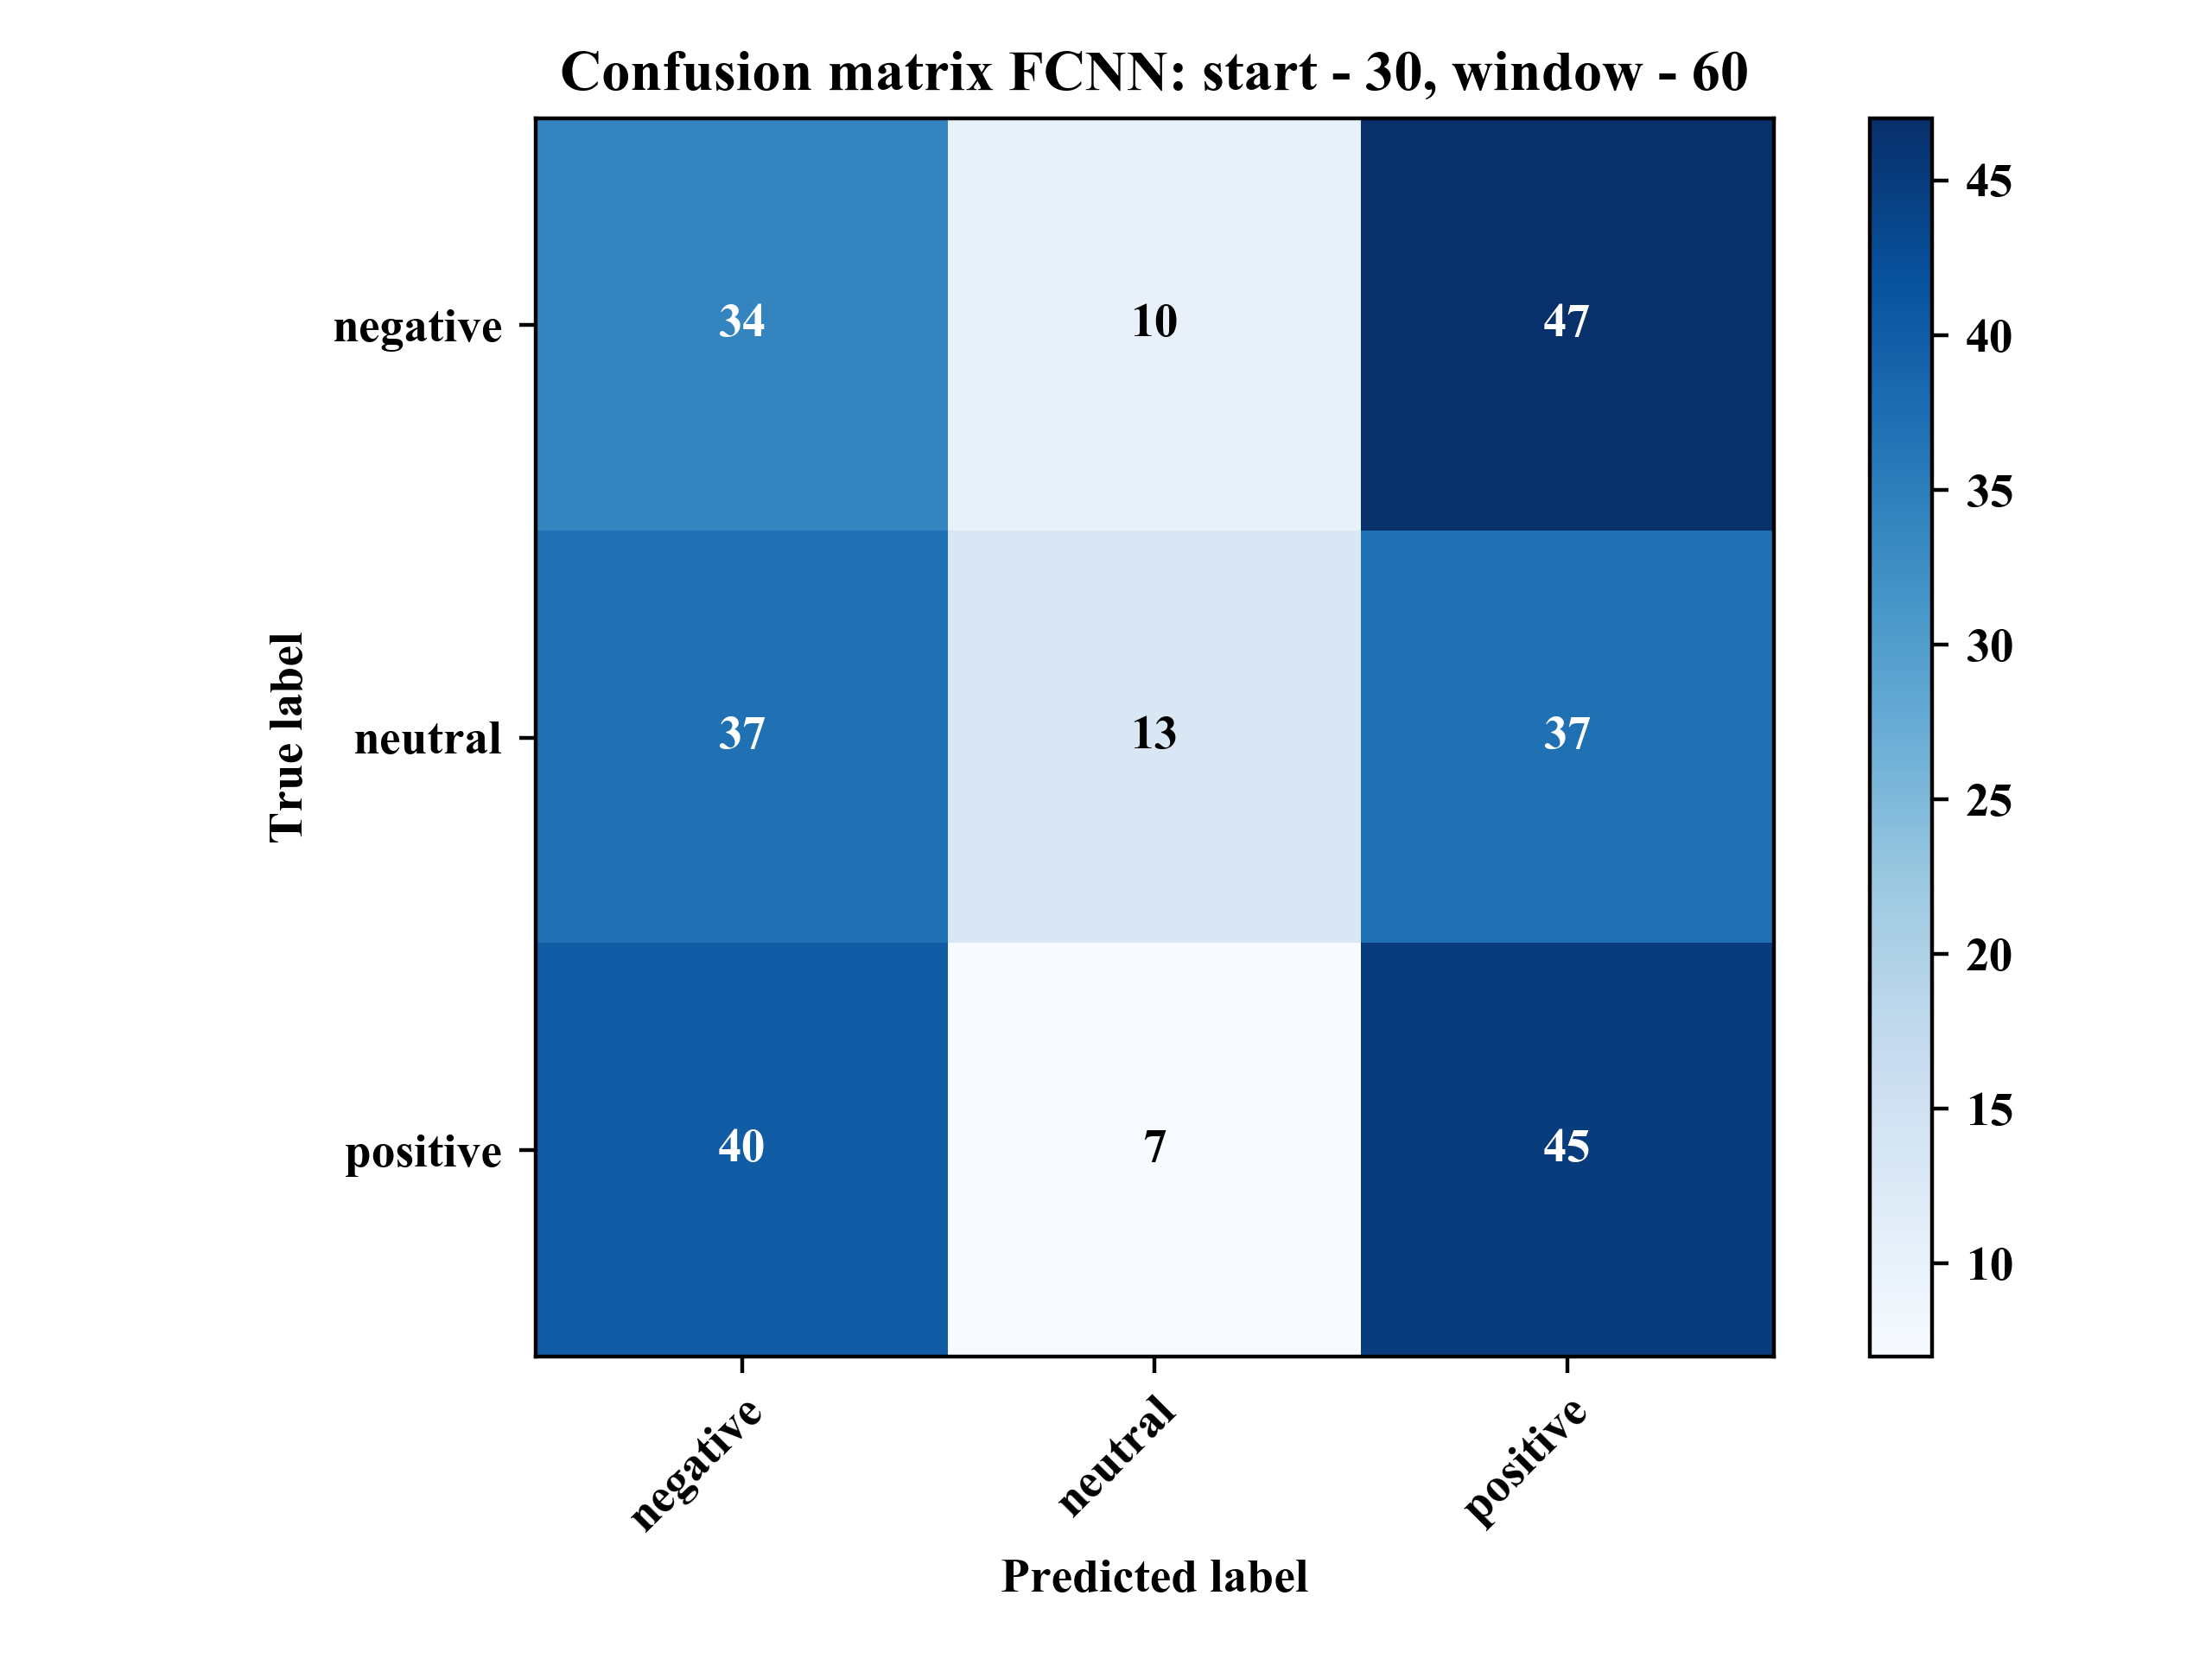 Confusion matrix FCNN: start - 30, window - 60
True label
negative
34
10
47
neutral
37
13
37
positive
40
7
45
negative
neutral
positive
Predicted label
45
40
35
30
25
20
15
10